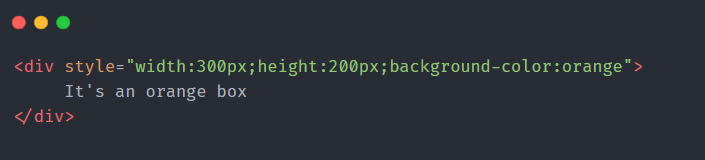 <div style="width:300px;height:200px;background-color:orange">
It's an orange box
</div>